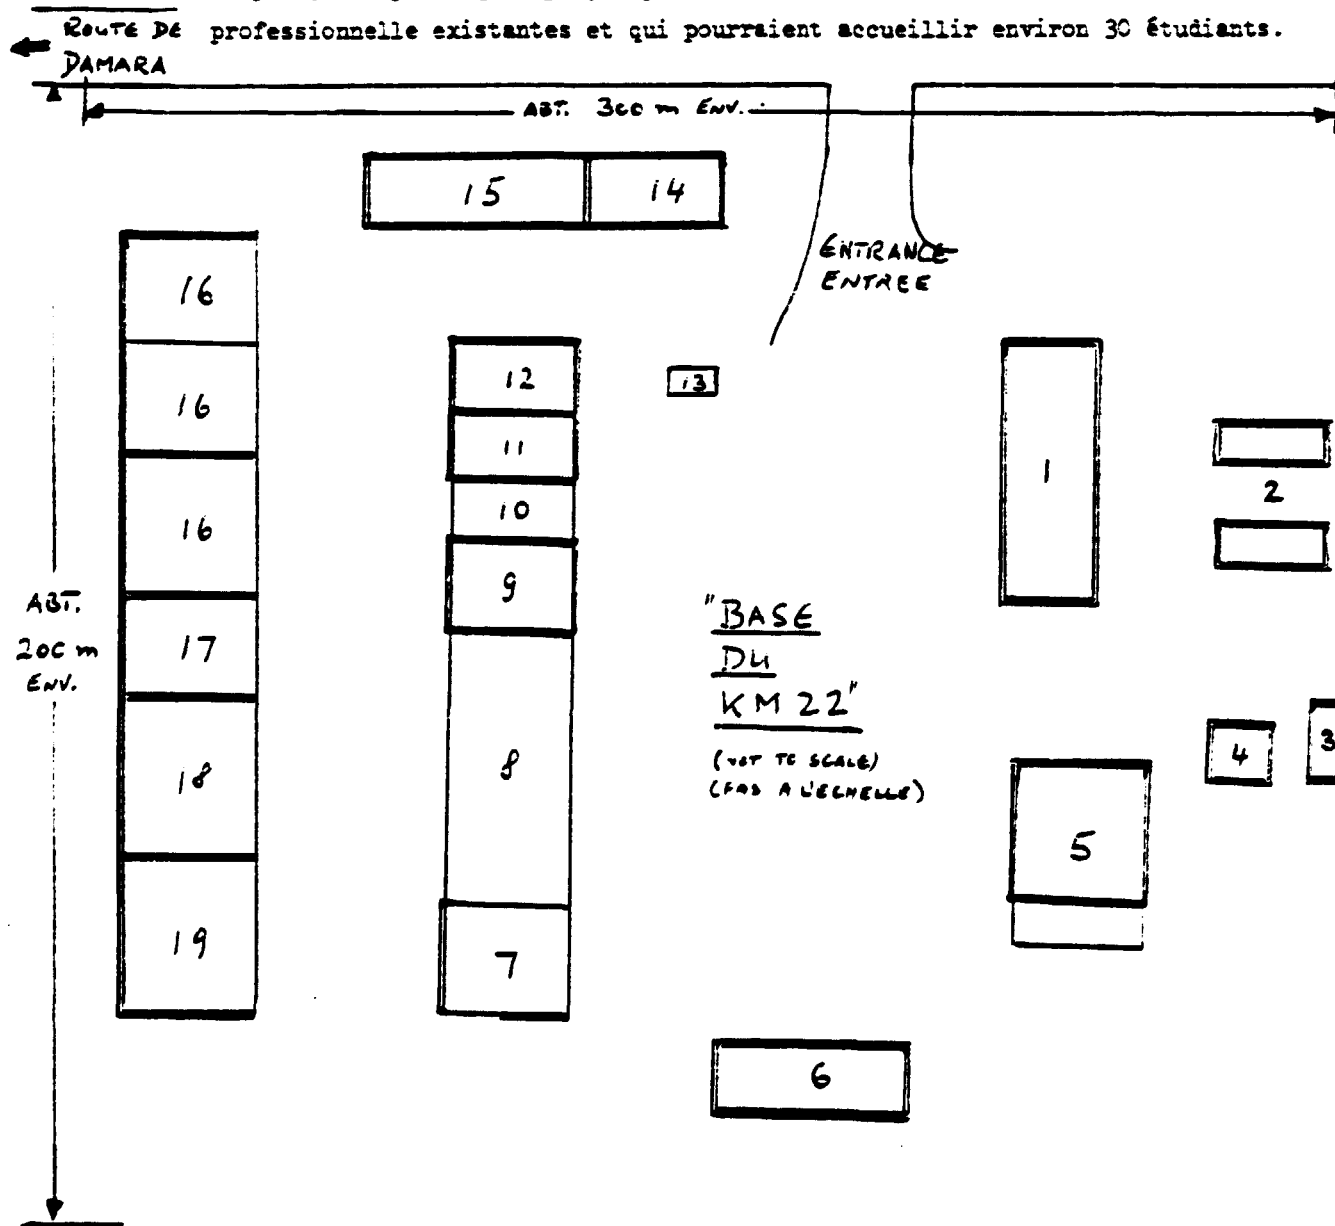 ROUTE DE professionnelle existantes et qui pourraient accueillir environ 30 étudiants.
DAMARA
ABT. 300 m ENV.
15 14
ENTRANCE
ENTREE
16
12
13
16
11
1
10
2
16
9
ABT.
200 m
ENV.
17
"BASE
DU
KM 22"
(NOT TO SCALE)
(PAS A L'ECHELLE)
4
3
18
8
5
19
7
6